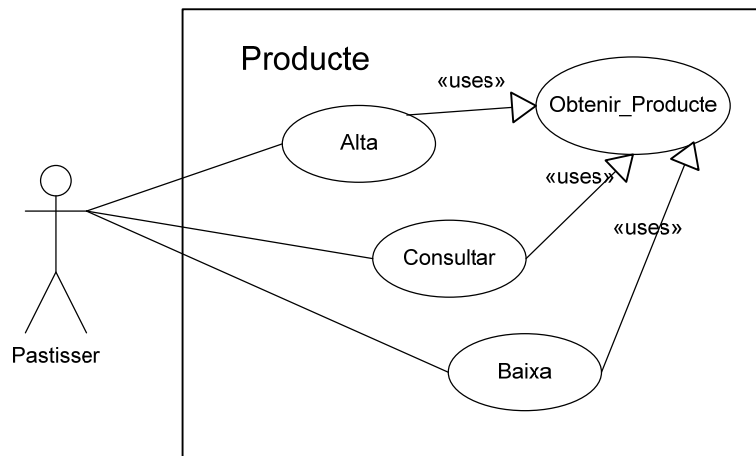 Producte
«uses»
Obtenir_Producte
Alta
«uses»
«uses»
Consultar
Pastisser
Baixa